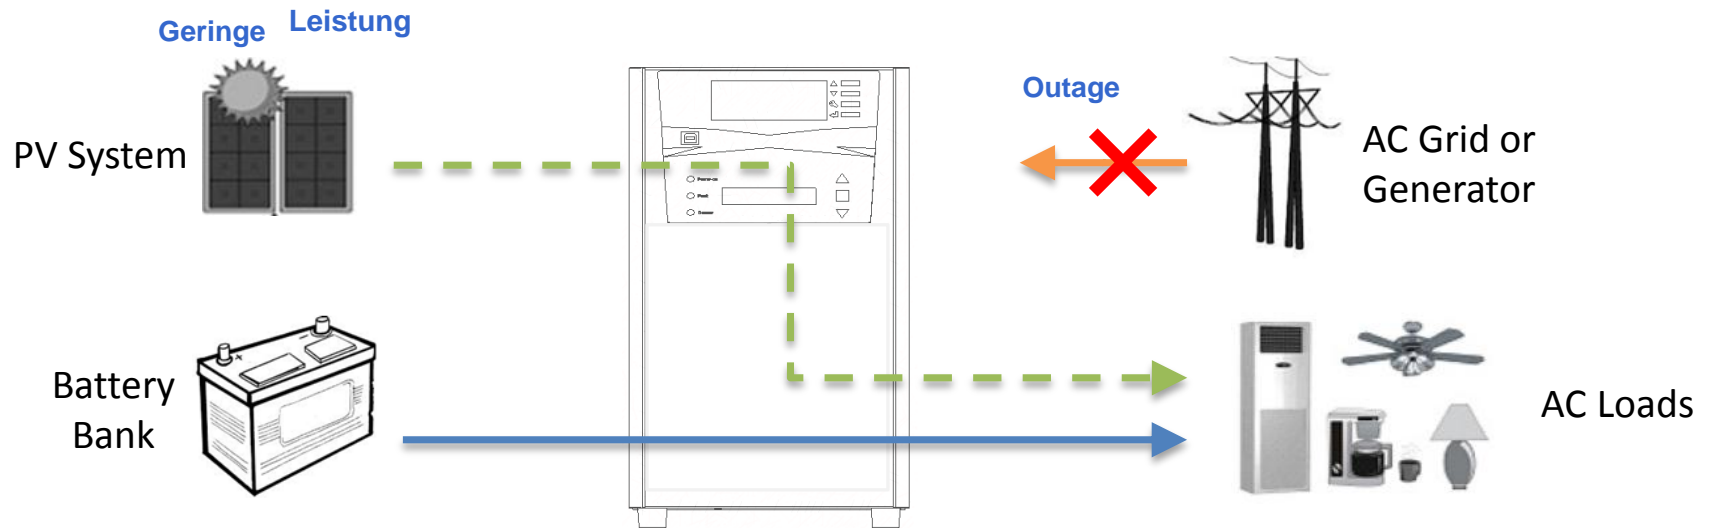 Geringe Leistung
PV System
Outage
AC Grid or
Generator
Battery
Bank
AC Loads